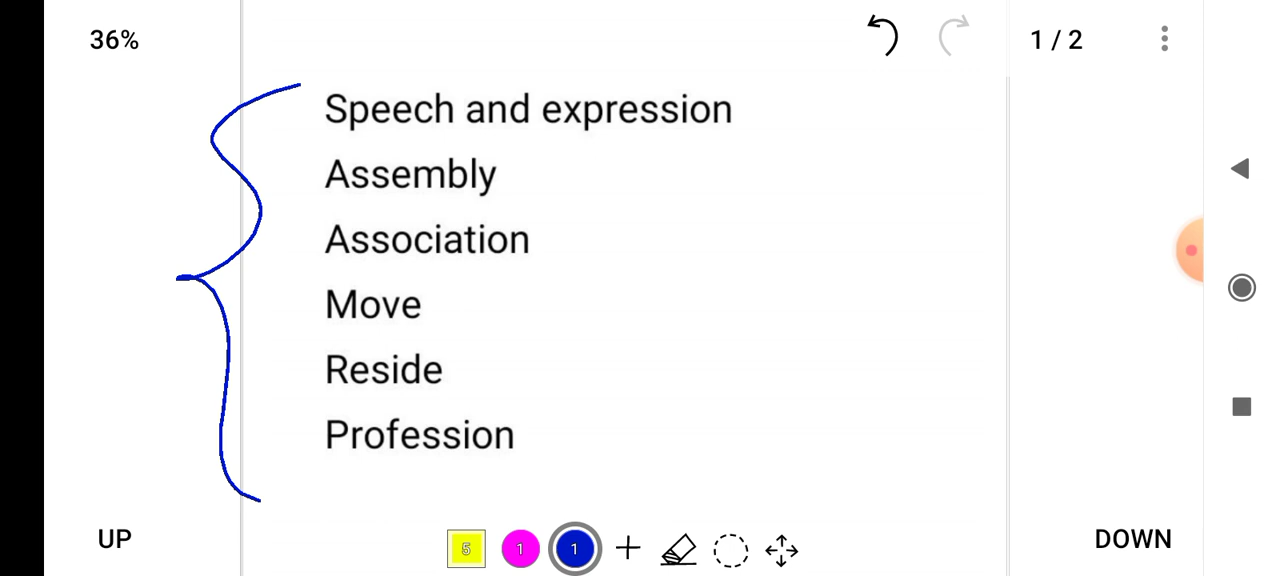 36%
1 / 2
Speech and expression
Assembly
Association
Move
Reside
Profession
UP
5
1
1
DOWN